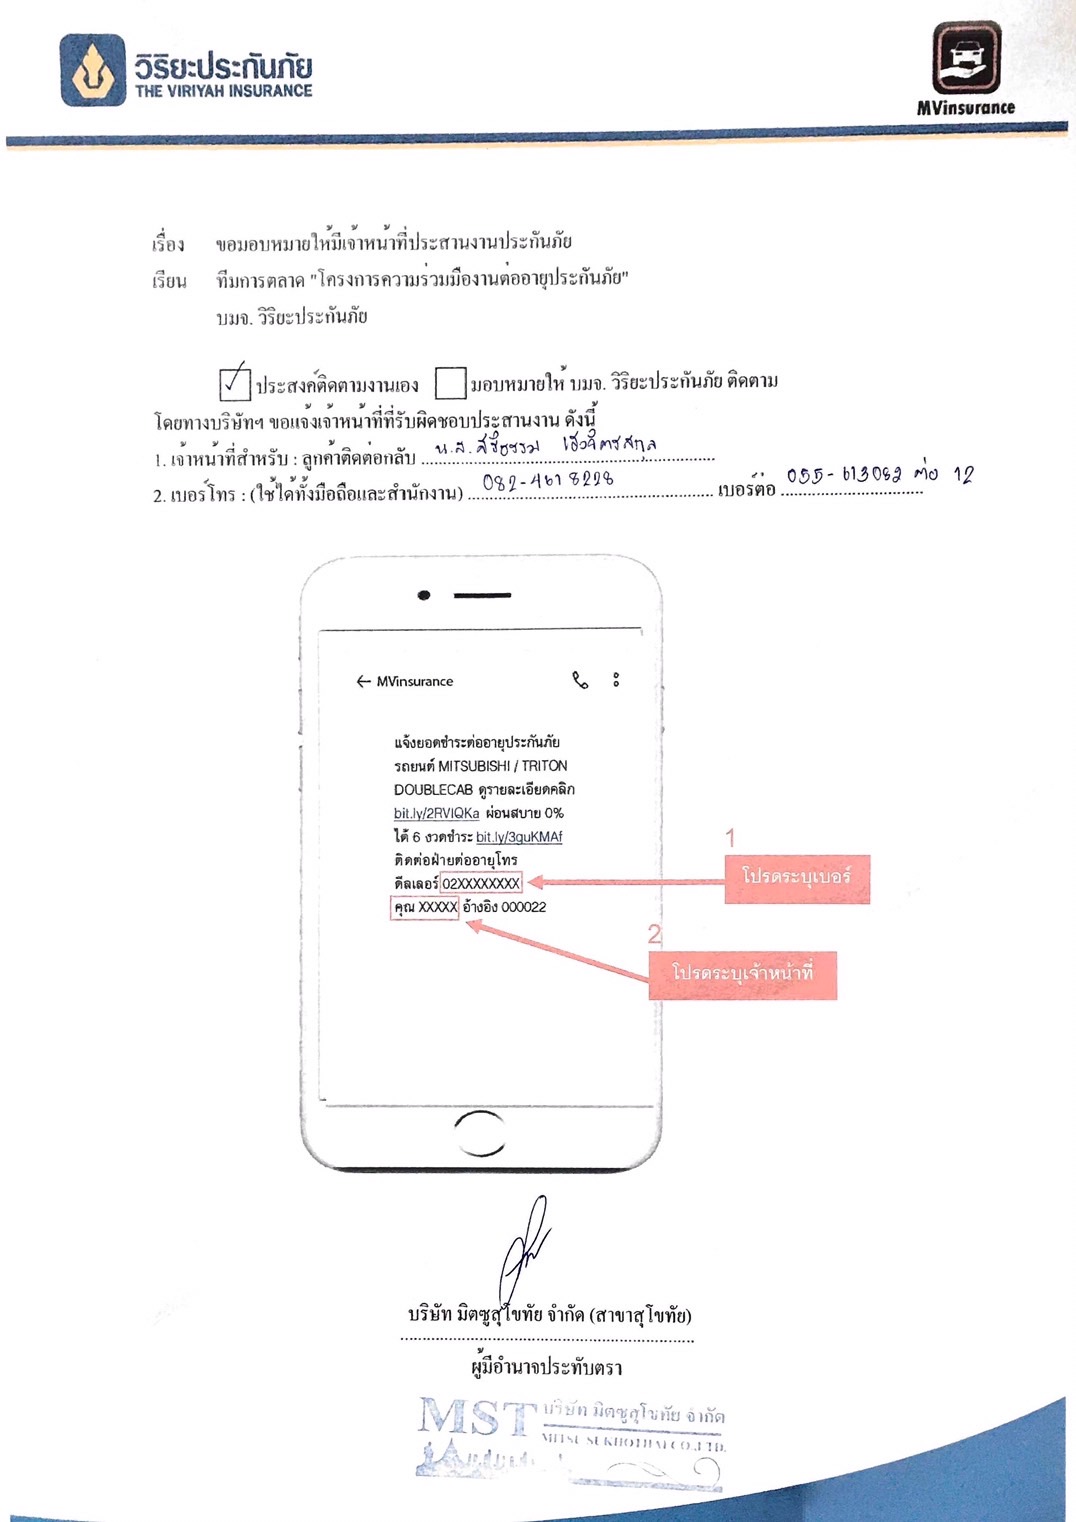 วิริยะประกันภัย
THE VIRIYAH INSURANCE
MVinsurance
เรื่อง ขอมอบหมายให้มีเจ้าหน้าที่ประสานงานประกันภัย
เรียน ทีมการตลาด "โครงการความร่วมมืองานต่ออายุประกันภัย"
บมจ. วิริยะประกันภัย
ประสงค์ติดตามงานเอง มอบหมายให้ บมจ. วิริยะประกันภัย ติดตาม
โดยทางบริษัทฯ ขอแจ้งเจ้าหน้าที่ที่รับผิดชอบประสานงาน ดังนี้
1. เจ้าหน้าที่สำหรับ : ลูกค้าติดต่อกลับ น.ส.
2. เบอร์โทร : (ใช้ได้ทั้งมือถือและสำนักงาน) 082-4618228 เบอร์ต่อ 055-613082 ต่อ 12
← MVinsurance
แจ้งยอดชำระต่ออายุประกันภัย
รถยนต์ MITSUBISHI / TRITON
DOUBLECAB ดูรายละเอียดคลิก
bit.ly/2RVIQKa ผ่อนสบาย 0%
ได้ 6 งวดชำระ bit.ly/3guKMAf
ติดต่อฝ่ายต่ออายุโทร
ดีลเลอร์ 02XXXXXXXX
คุณ XXXXX อ้างอิง 000022
1
โปรดระบุเบอร์
2
โปรดระบุเจ้าหน้าที่
บริษัท มิตซูสุโขทัย จำกัด (สาขาสุโขทัย)
ผู้มีอำนาจประทับตรา
MST บริษัท มิตซูสุโขทัย จำกัด
MITSU SUKHOTHAI CO.,LTD.